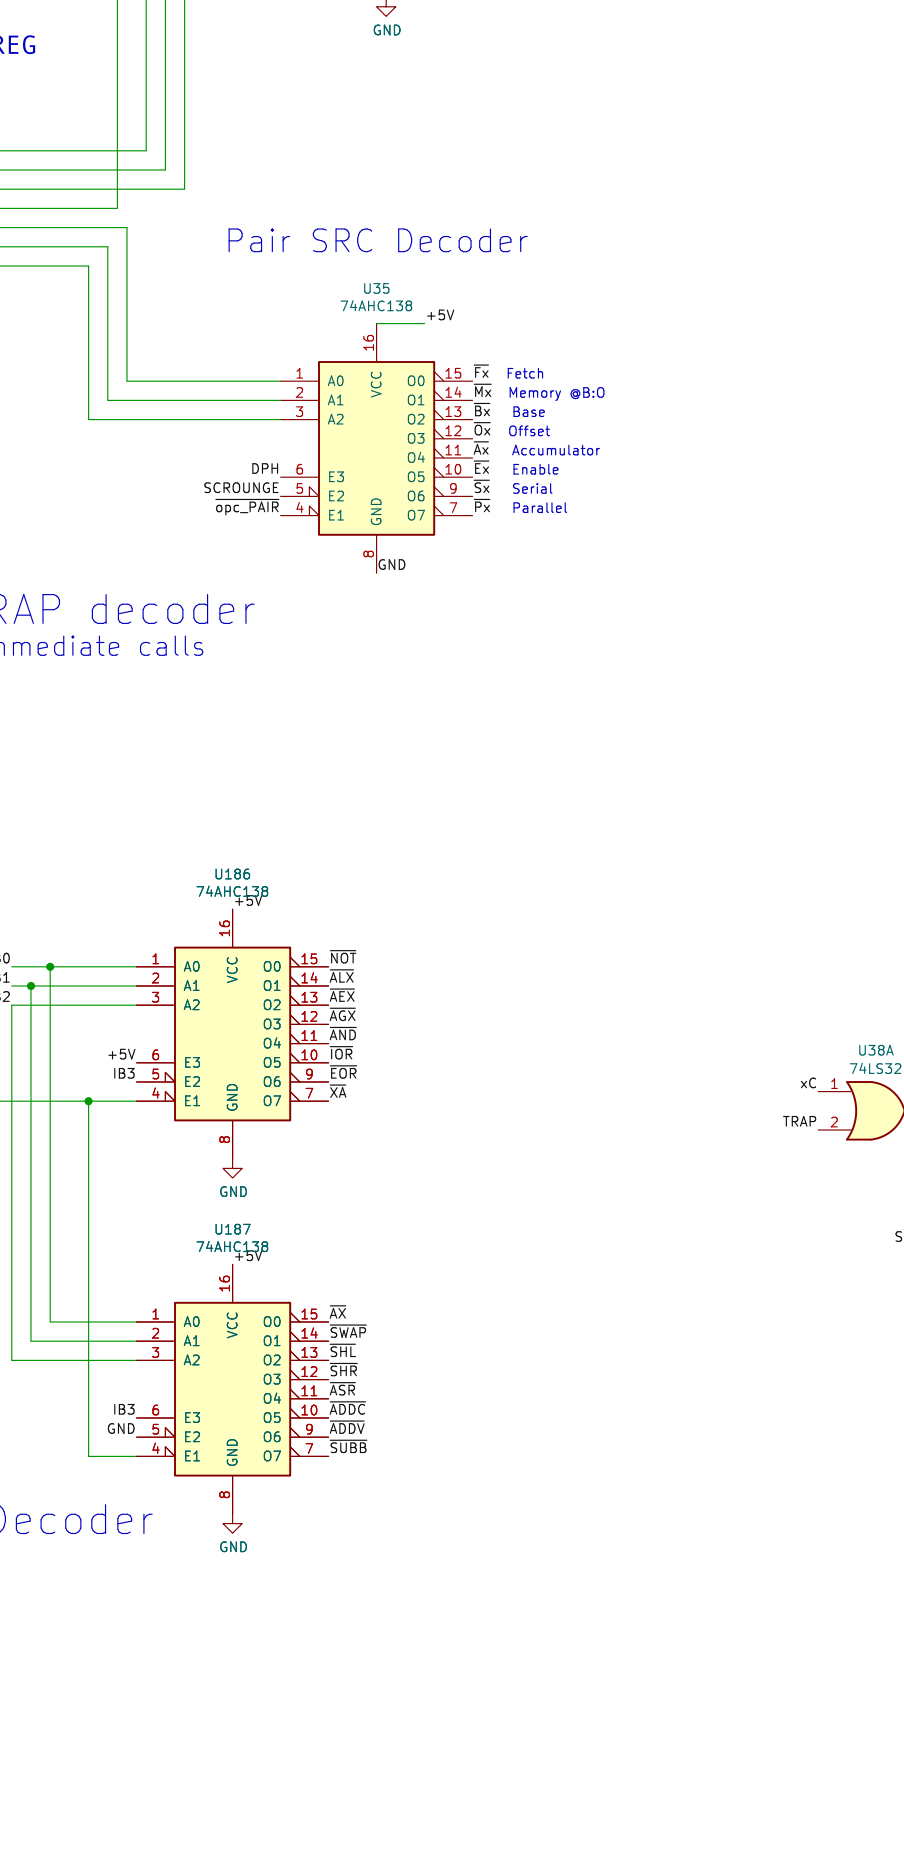 GND
REG
Pair SRC Decoder
U35
74AHC138
+5V
16
VCC
1 A0 O0 15 Fx Fetch
2 A1 O1 14 Mx Memory @B:O
3 A2 O2 13 Bx Base
O3 12 Ox Offset
O4 11 Ax Accumulator
DPH 6 E3 O5 10 Ex Enable
SCROUNGE 5 E2 O6 9 Sx Serial
opc_PAIR 4 E1 O7 7 Px Parallel
GND
8
GND
RAP decoder
mmediate calls
U186
74AHC138
+5V
16
VCC
0 1 A0 O0 15 NOT
1 2 A1 O1 14 ALX
2 3 A2 O2 13 AEX
O3 12 AGX
O4 11 AND
+5V 6 E3 O5 10 IOR
IB3 5 E2 O6 9 EOR
4 E1 O7 7 XA
GND
8
GND
U38A
74LS32
xC 1
TRAP 2
S
U187
74AHC138
+5V
16
VCC
1 A0 O0 15 AX
2 A1 O1 14 SWAP
3 A2 O2 13 SHL
O3 12 SHR
O4 11 ASR
IB3 6 E3 O5 10 ADDC
GND 5 E2 O6 9 ADDV
4 E1 O7 7 SUBB
GND
8
GND
Decoder